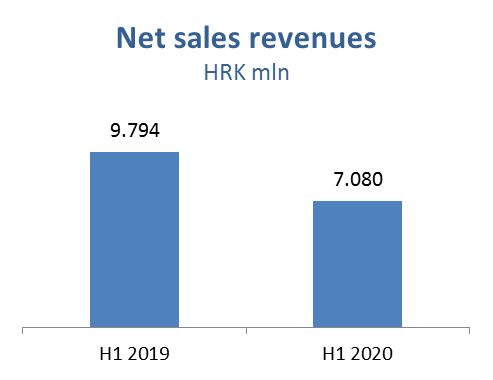 Net sales revenues
HRK mln
9.794
7.080
H1 2019
H1 2020